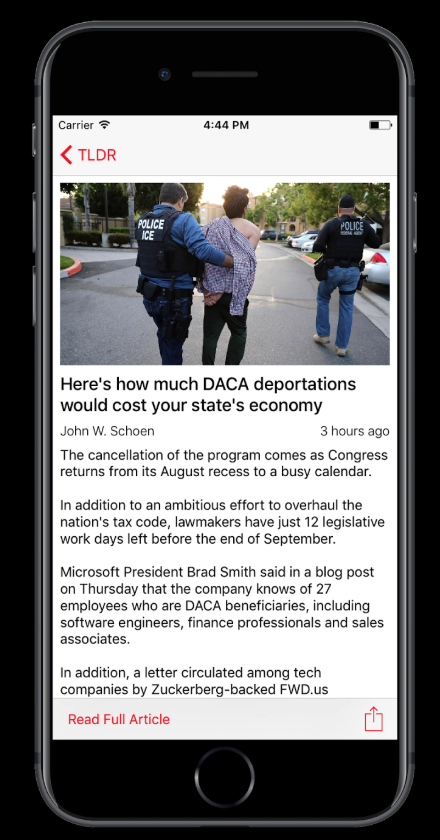 Carrier
4:44 PM
TLDR
POLICE
ICE
POLICE
FEDERAL AGENT
Here's how much DACA deportations
would cost your state's economy
John W. Schoen
3 hours ago
The cancellation of the program comes as Congress
returns from its August recess to a busy calendar.
In addition to an ambitious effort to overhaul the
nation's tax code, lawmakers have just 12 legislative
work days left before the end of September.
Microsoft President Brad Smith said in a blog post
on Thursday that the company knows of 27
employees who are DACA beneficiaries, including
software engineers, finance professionals and sales
associates.
In addition, a letter circulated among tech
companies by Zuckerberg-backed FWD.us
Read Full Article